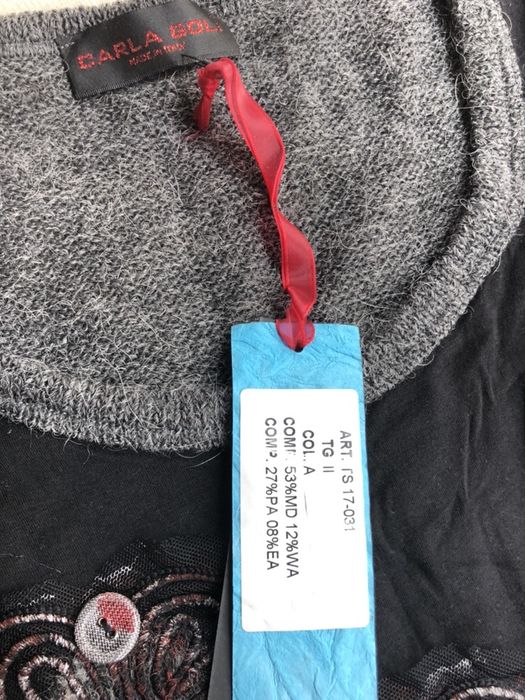 CARLA GOL
MADE IN ITALY
ART. TS 17-031
TG II
COL. A
COMP. 53%MD 12%WA
COMP. 27%PA 08%EA